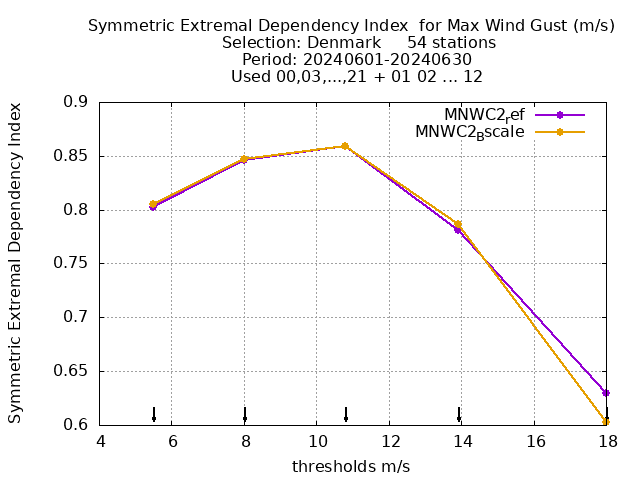 Symmetric Extremal Dependency Index  for Max Wind Gust (m/s)
Selection: Denmark     54 stations
Period: 20240601-20240630
Used 00,03,...,21 + 01 02 ... 12
Symmetric Extremal Dependency Index
0.9
0.85
0.8
0.75
0.7
0.65
0.6
MNWC2ref
MNWC2Bscale
4
6
8
10
12
14
16
18
thresholds m/s